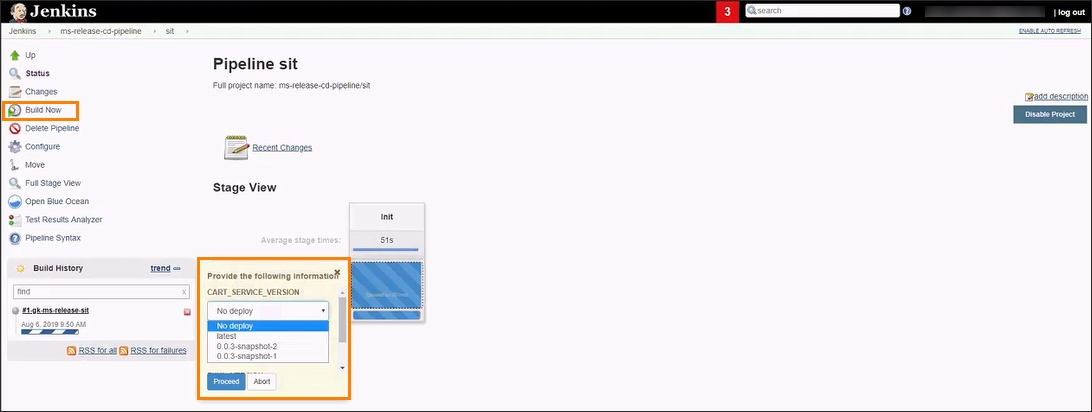 Jenkins
3
search
| log out
Jenkins › ms-release-cd-pipeline › sit ›
ENABLE AUTO REFRESH
Up
Status
Changes
Build Now
Delete Pipeline
Configure
Move
Full Stage View
Open Blue Ocean
Test Results Analyzer
Pipeline Syntax
Pipeline sit
Full project name: ms-release-cd-pipeline/sit
add description
Disable Project
Recent Changes
Stage View
Init
Average stage times:
51s
Build History
trend
find
x
#1-gk-ms-release-sit
Aug 6, 2019 9:50 AM
RSS for all
RSS for failures
Provide the following information
CART_SERVICE_VERSION
No deploy
No deploy
latest
0.0.3-snapshot-2
0.0.3-snapshot-1
Proceed
Abort